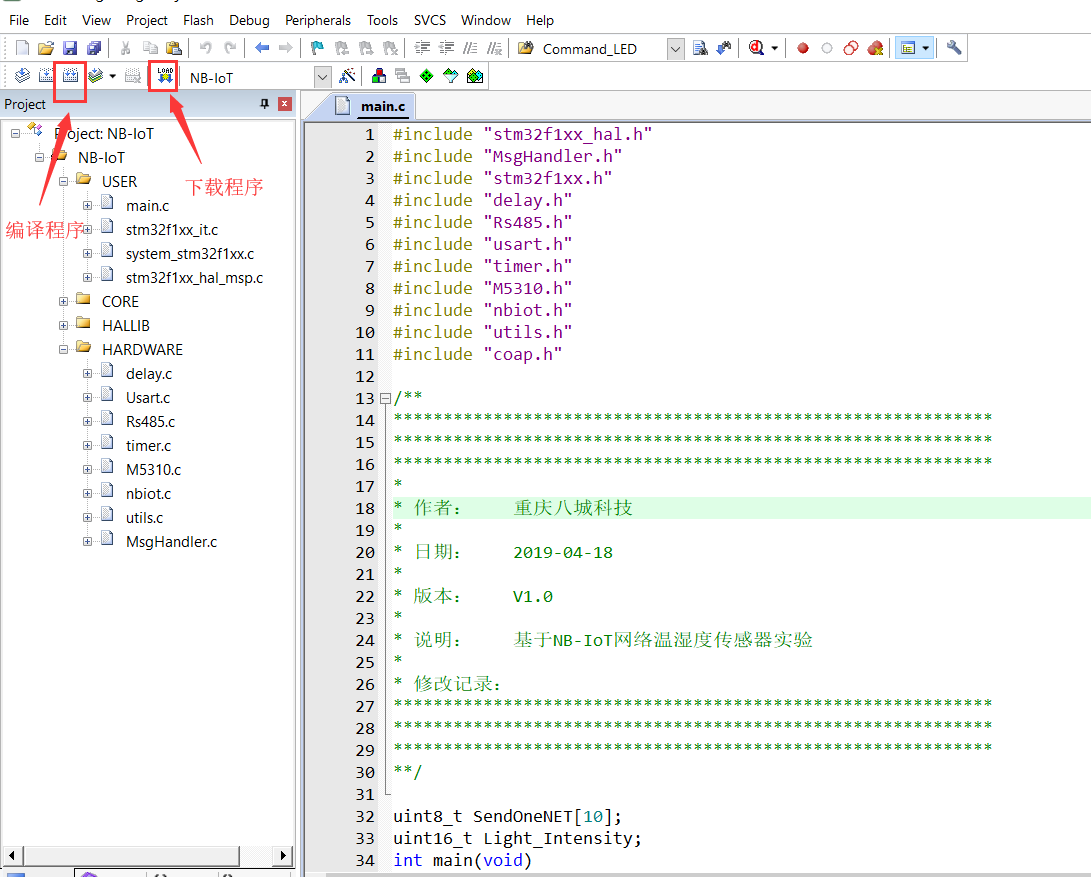 File Edit View Project Flash Debug Peripherals Tools SVCS Window Help
Command_LED
LOAD NB-IoT
Project
main.c
下载程序
编译程序
Project: NB-IoT
NB-IoT
USER
main.c
stm32f1xx_it.c
system_stm32f1xx.c
stm32f1xx_hal_msp.c
CORE
HALLIB
HARDWARE
delay.c
Usart.c
Rs485.c
timer.c
M5310.c
nbiot.c
utils.c
MsgHandler.c
1 #include "stm32f1xx_hal.h"
2 #include "MsgHandler.h"
3 #include "stm32f1xx.h"
4 #include "delay.h"
5 #include "Rs485.h"
6 #include "usart.h"
7 #include "timer.h"
8 #include "M5310.h"
9 #include "nbiot.h"
10 #include "utils.h"
11 #include "coap.h"
12
13 /**
14 ************************************************************
15 ************************************************************
16 ************************************************************
17 *
18 * 作者： 重庆八城科技
19 *
20 * 日期： 2019-04-18
21 *
22 * 版本： V1.0
23 *
24 * 说明： 基于NB-IoT网络温湿度传感器实验
25 *
26 * 修改记录：
27 ************************************************************
28 ************************************************************
29 ************************************************************
30 **/
31
32 uint8_t SendOneNET[10];
33 uint16_t Light_Intensity;
34 int main(void)